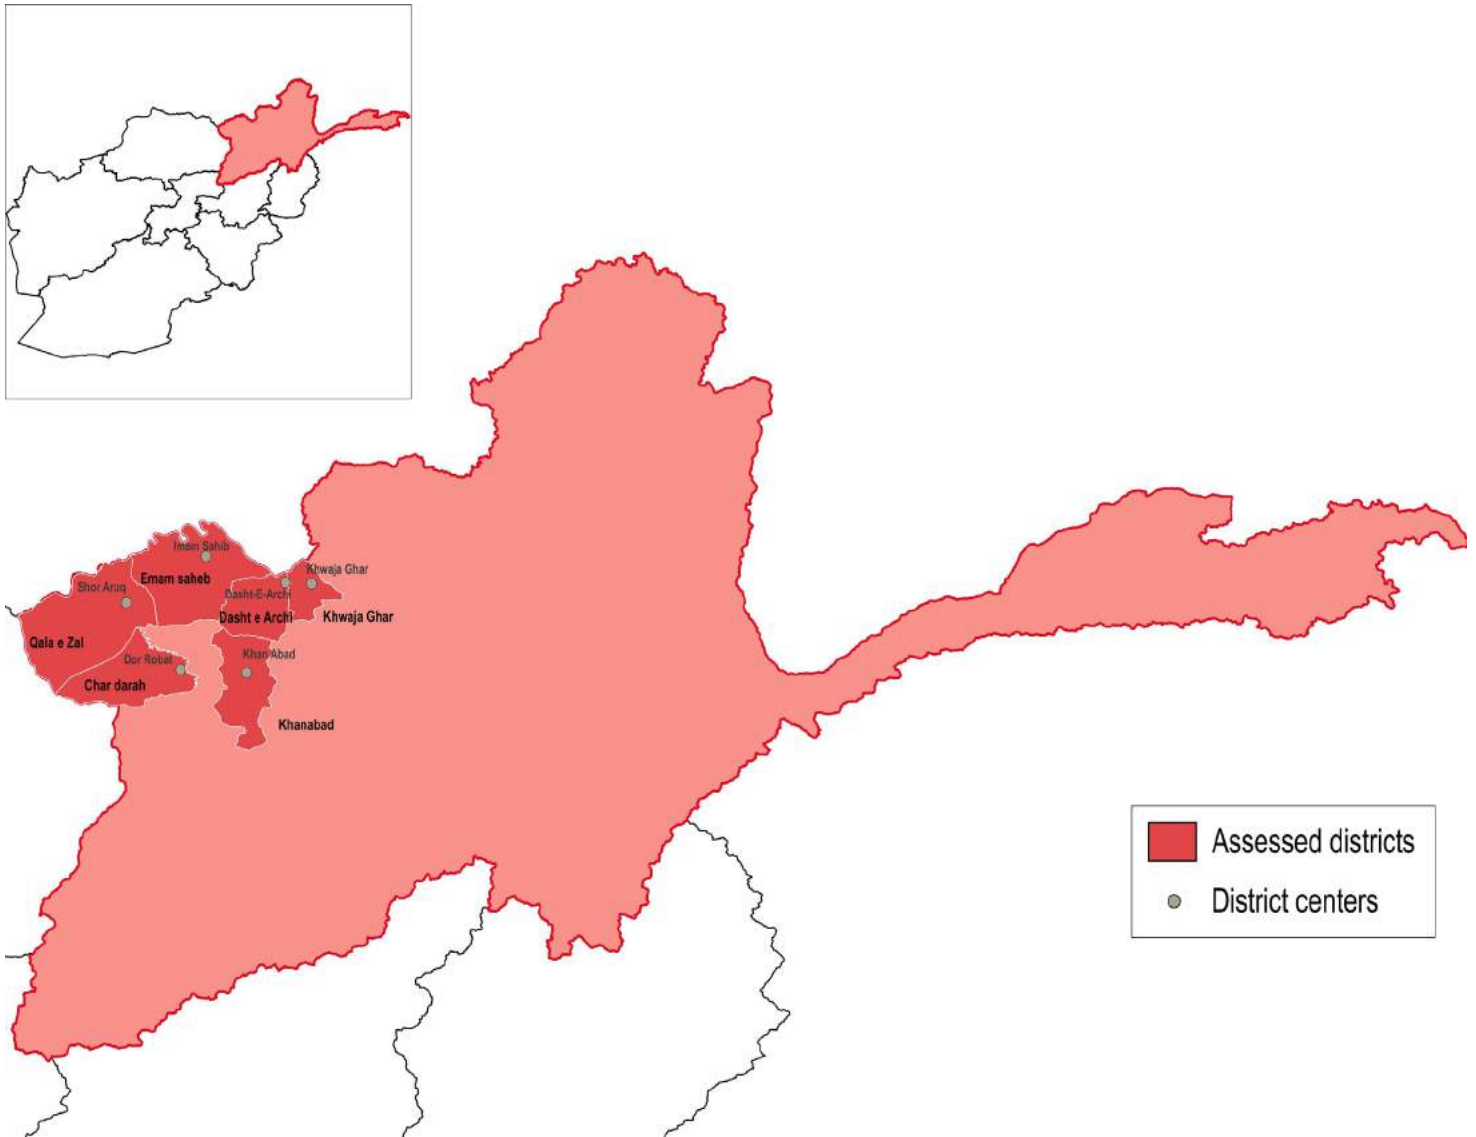 Imam Sahib
Emam saheb
Khwaja Ghar
Shor Aruq
Dasht-E-Archi
Dasht e Archi
Khwaja Ghar
Qala e Zal
Dor Robat
Khan Abad
Char darah
Khanabad
Assessed districts
District centers